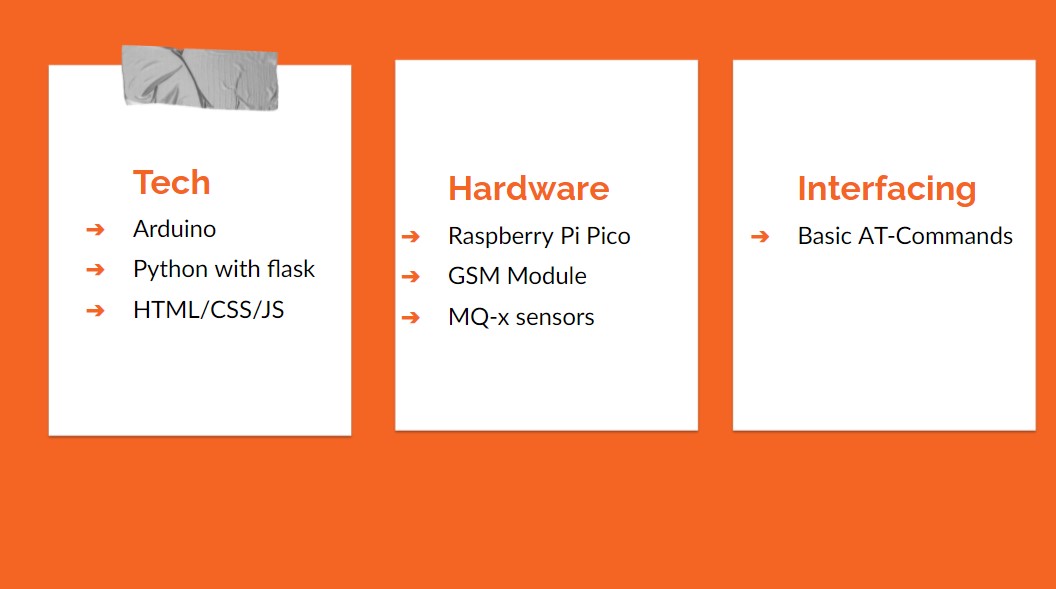 Tech
➔ Arduino
➔ Python with flask
➔ HTML/CSS/JS
Hardware
➔ Raspberry Pi Pico
➔ GSM Module
➔ MQ-x sensors
Interfacing
➔ Basic AT-Commands